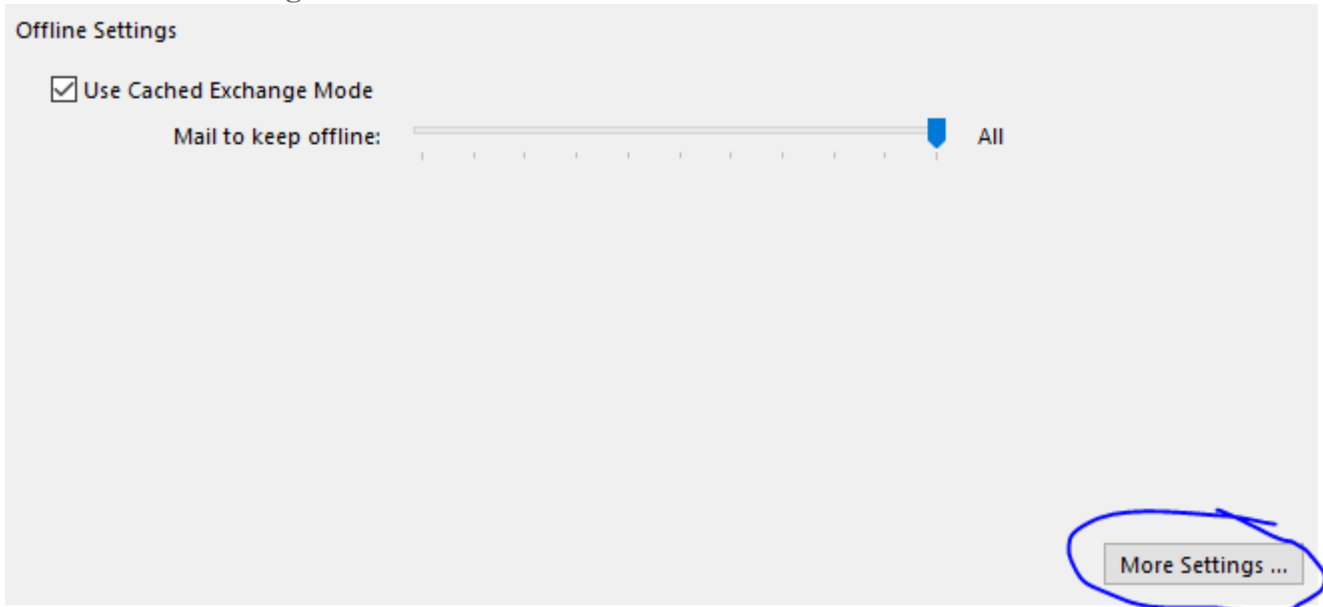 Offline Settings
Use Cached Exchange Mode
Mail to keep offline: All
More Settings ...